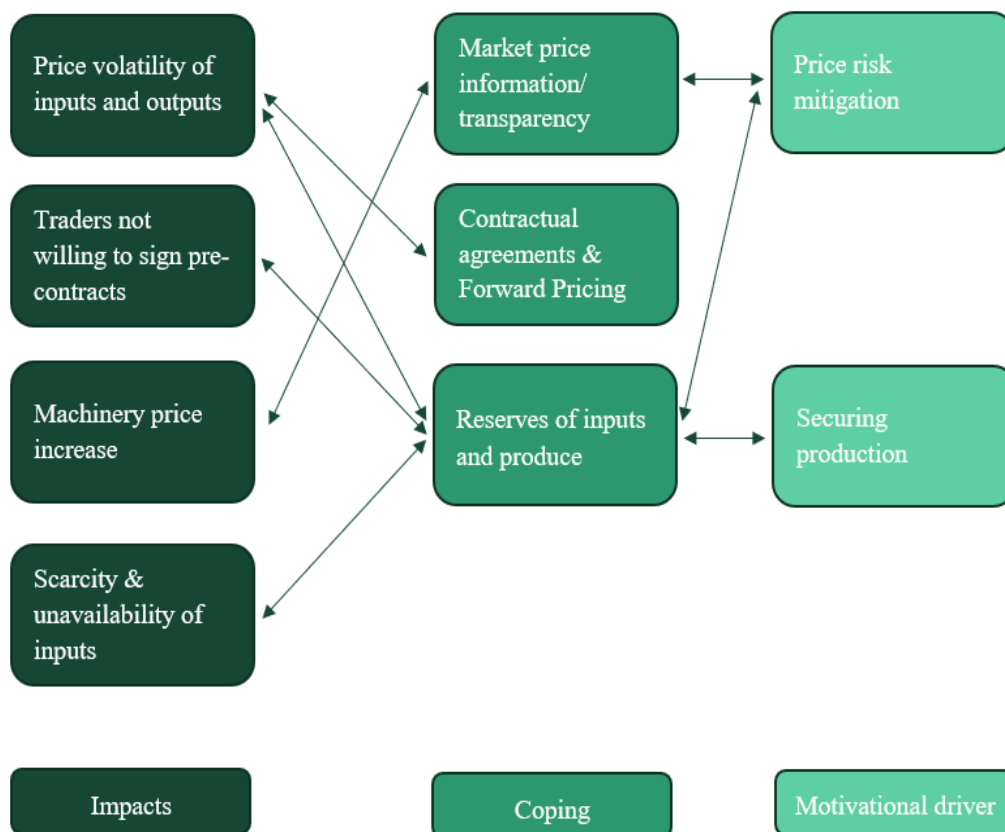 Price volatility of
inputs and outputs
Market price
information/
transparency
Price risk
mitigation
Traders not
willing to sign pre-
contracts
Contractual
agreements &
Forward Pricing
Machinery price
increase
Reserves of inputs
and produce
Securing
production
Scarcity &
unavailability of
inputs
Impacts
Coping
Motivational driver